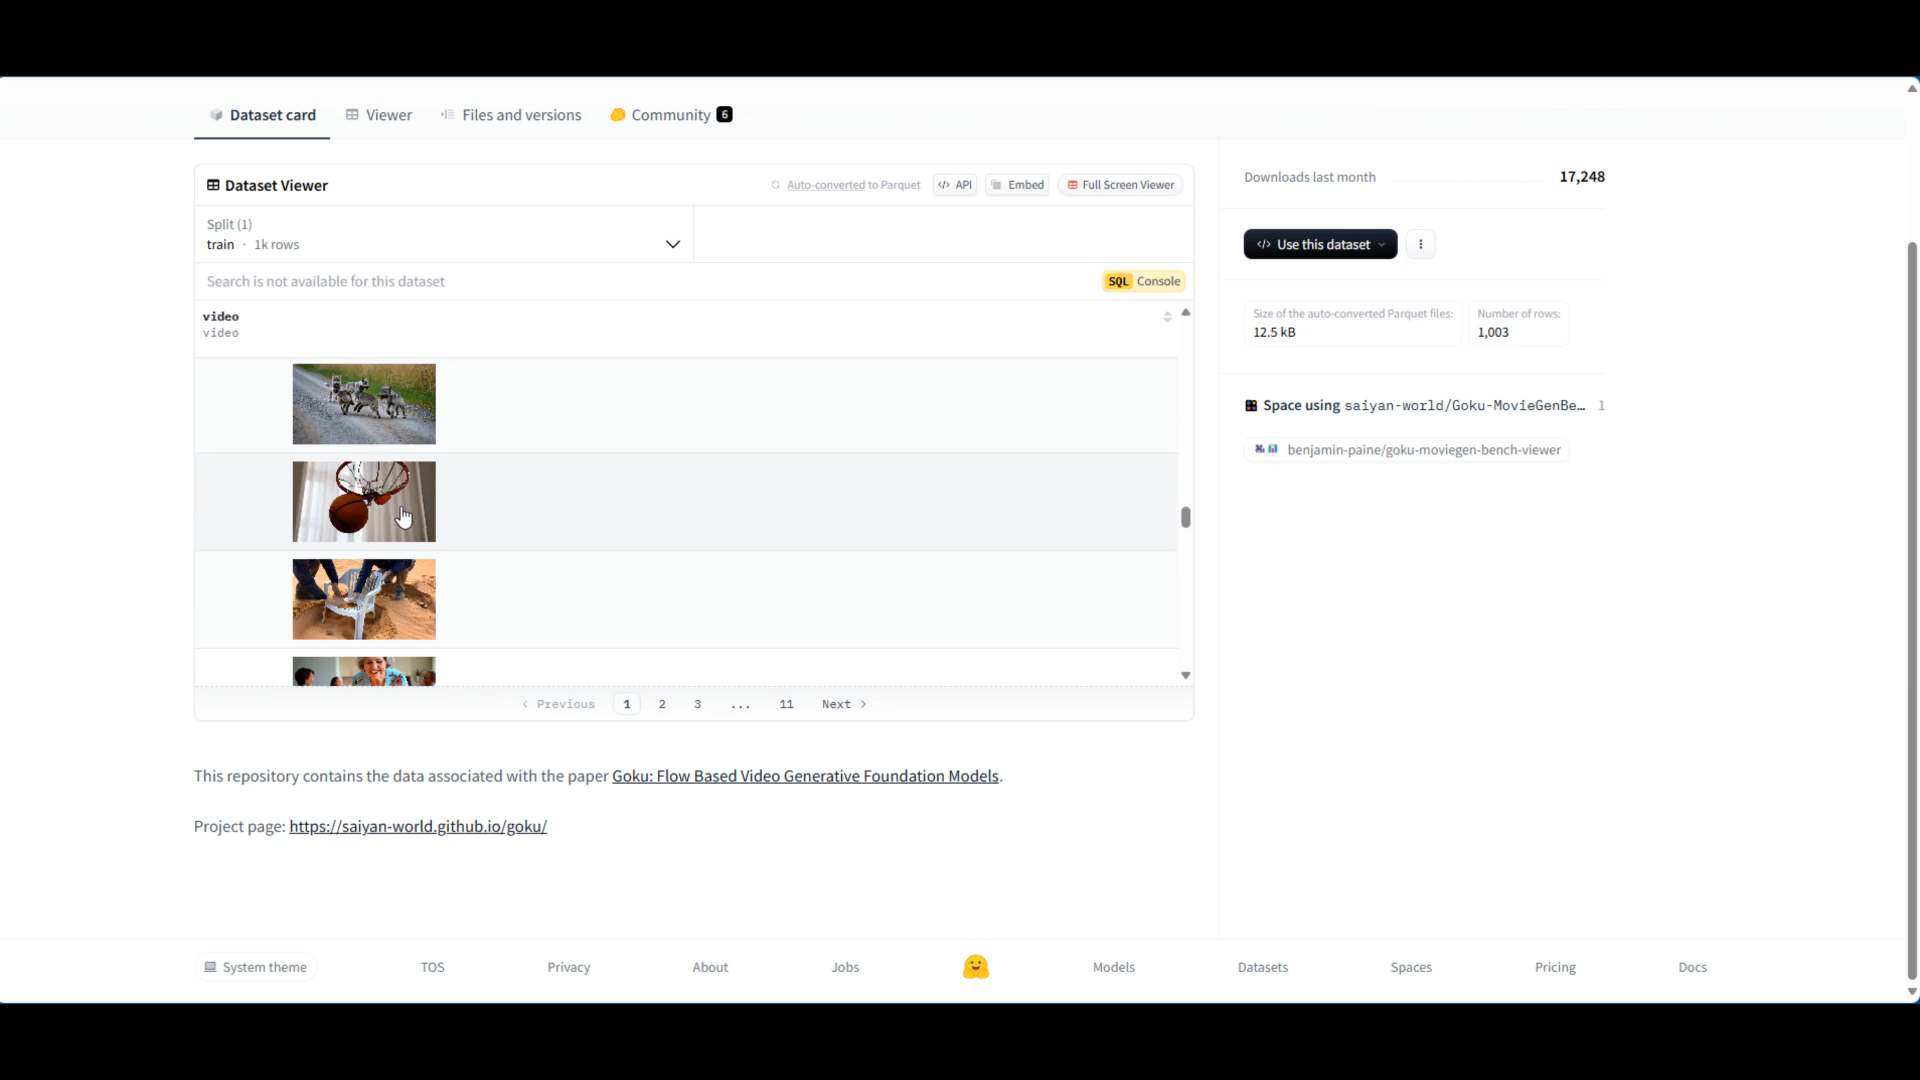 Dataset card Viewer Files and versions Community 6
Dataset Viewer Auto-converted to Parquet </> API Embed Full Screen Viewer
Split (1)
train · 1k rows
Search is not available for this dataset SQL Console
video
video
< Previous 1 2 3 ... 11 Next >
This repository contains the data associated with the paper Goku: Flow Based Video Generative Foundation Models.
Project page: https://saiyan-world.github.io/goku/
Downloads last month 17,248
</> Use this dataset
Size of the auto-converted Parquet files: Number of rows:
12.5 kB 1,003
Space using saiyan-world/Goku-MovieGenBe… 1
benjamin-paine/goku-moviegen-bench-viewer
System theme TOS Privacy About Jobs Models Datasets Spaces Pricing Docs